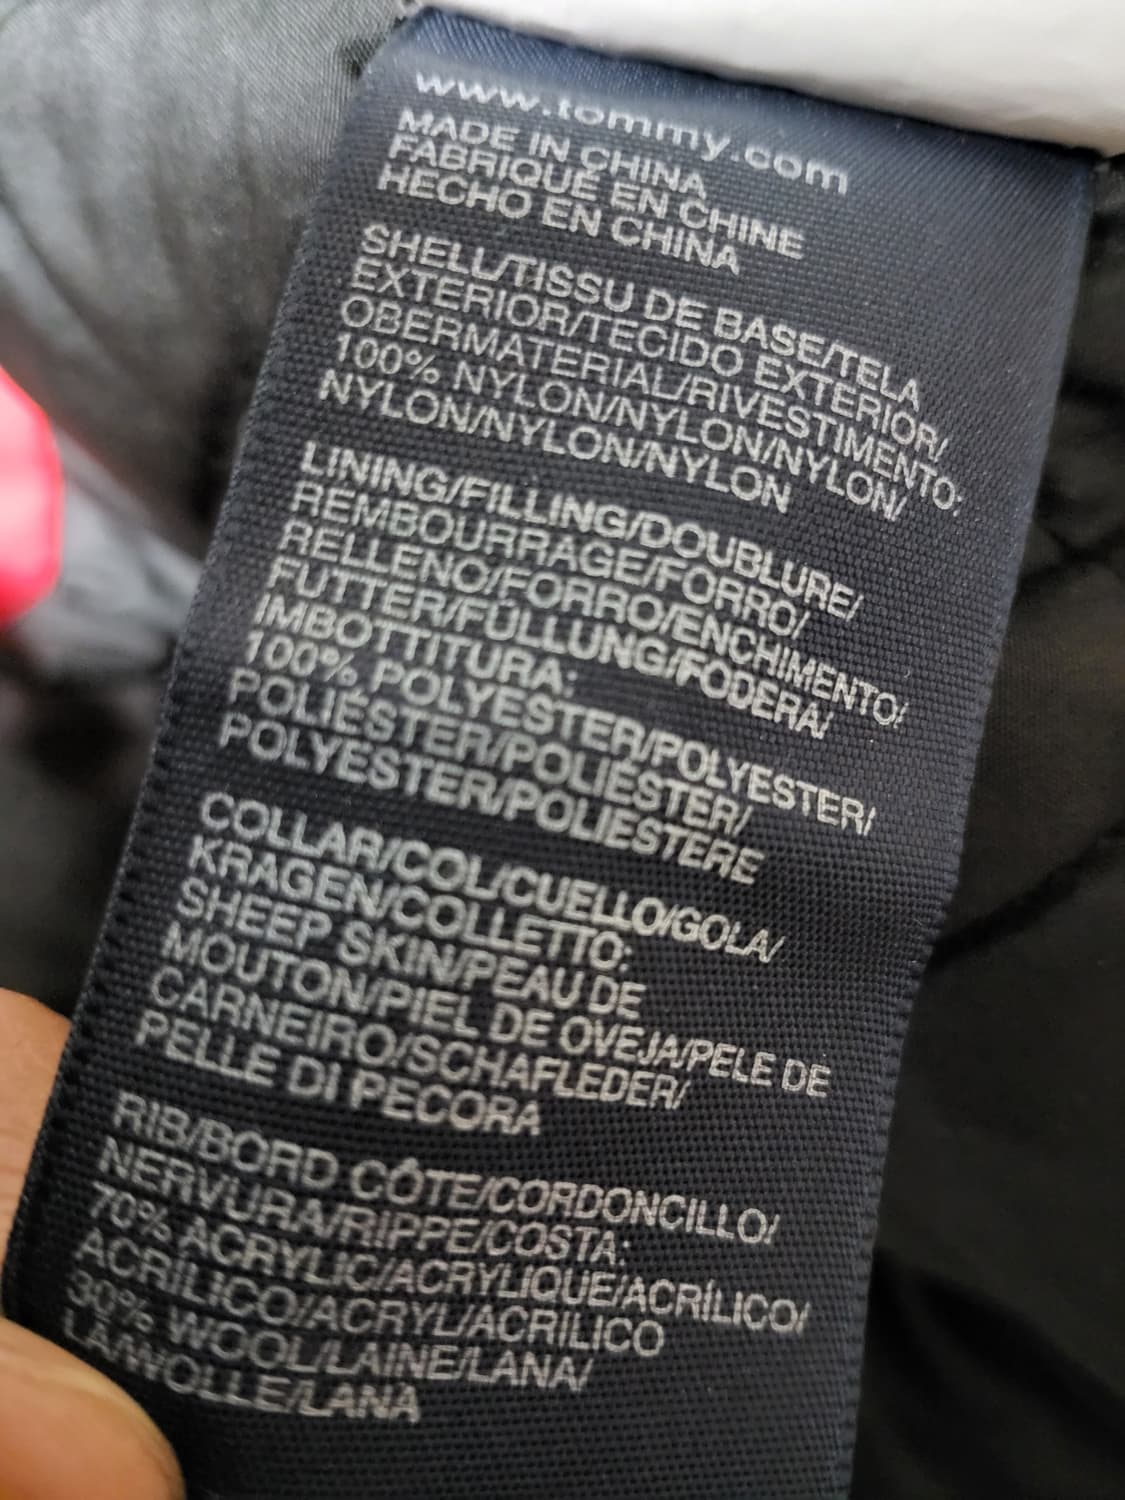 www.tommy.com
MADE IN CHINA
FABRIQUÉ EN CHINE
HECHO EN CHINA
SHELL/TISSU DE BASE/TELA
EXTERIOR/TECIDO EXTERIOR/
OBERMATERIAL/RIVESTIMENTO:
100% NYLON/NYLON/NYLON/
NYLON/NYLON/NYLON
LINING/FILLING/DOUBLURE/
REMBOURRAGE/FORRO/
RELLENO/FORRO/ENCHIMENTO/
FUTTER/FÜLLUNG/FODERA/
IMBOTTITURA:
100% POLYESTER/POLYESTER/
POLIÉSTER/POLIÉSTER/
POLYESTER/POLIESTERE
COLLAR/COL/CUELLO/GOLA/
KRAGEN/COLLETTO:
SHEEP SKIN/PEAU DE
MOUTON/PIEL DE OVEJA/PELE DE
CARNEIRO/SCHAFLEDER/
PELLE DI PECORA
RIB/BORD CÔTE/CORDONCILLO/
NERVURA/RIPPE/COSTA:
70% ACRYLIC/ACRYLIQUE/ACRÍLICO/
ACRÍLICO/ACRYL/ACRILICO
30% WOOL/LAINE/LANA/
LÃ/WOLLE/LANA